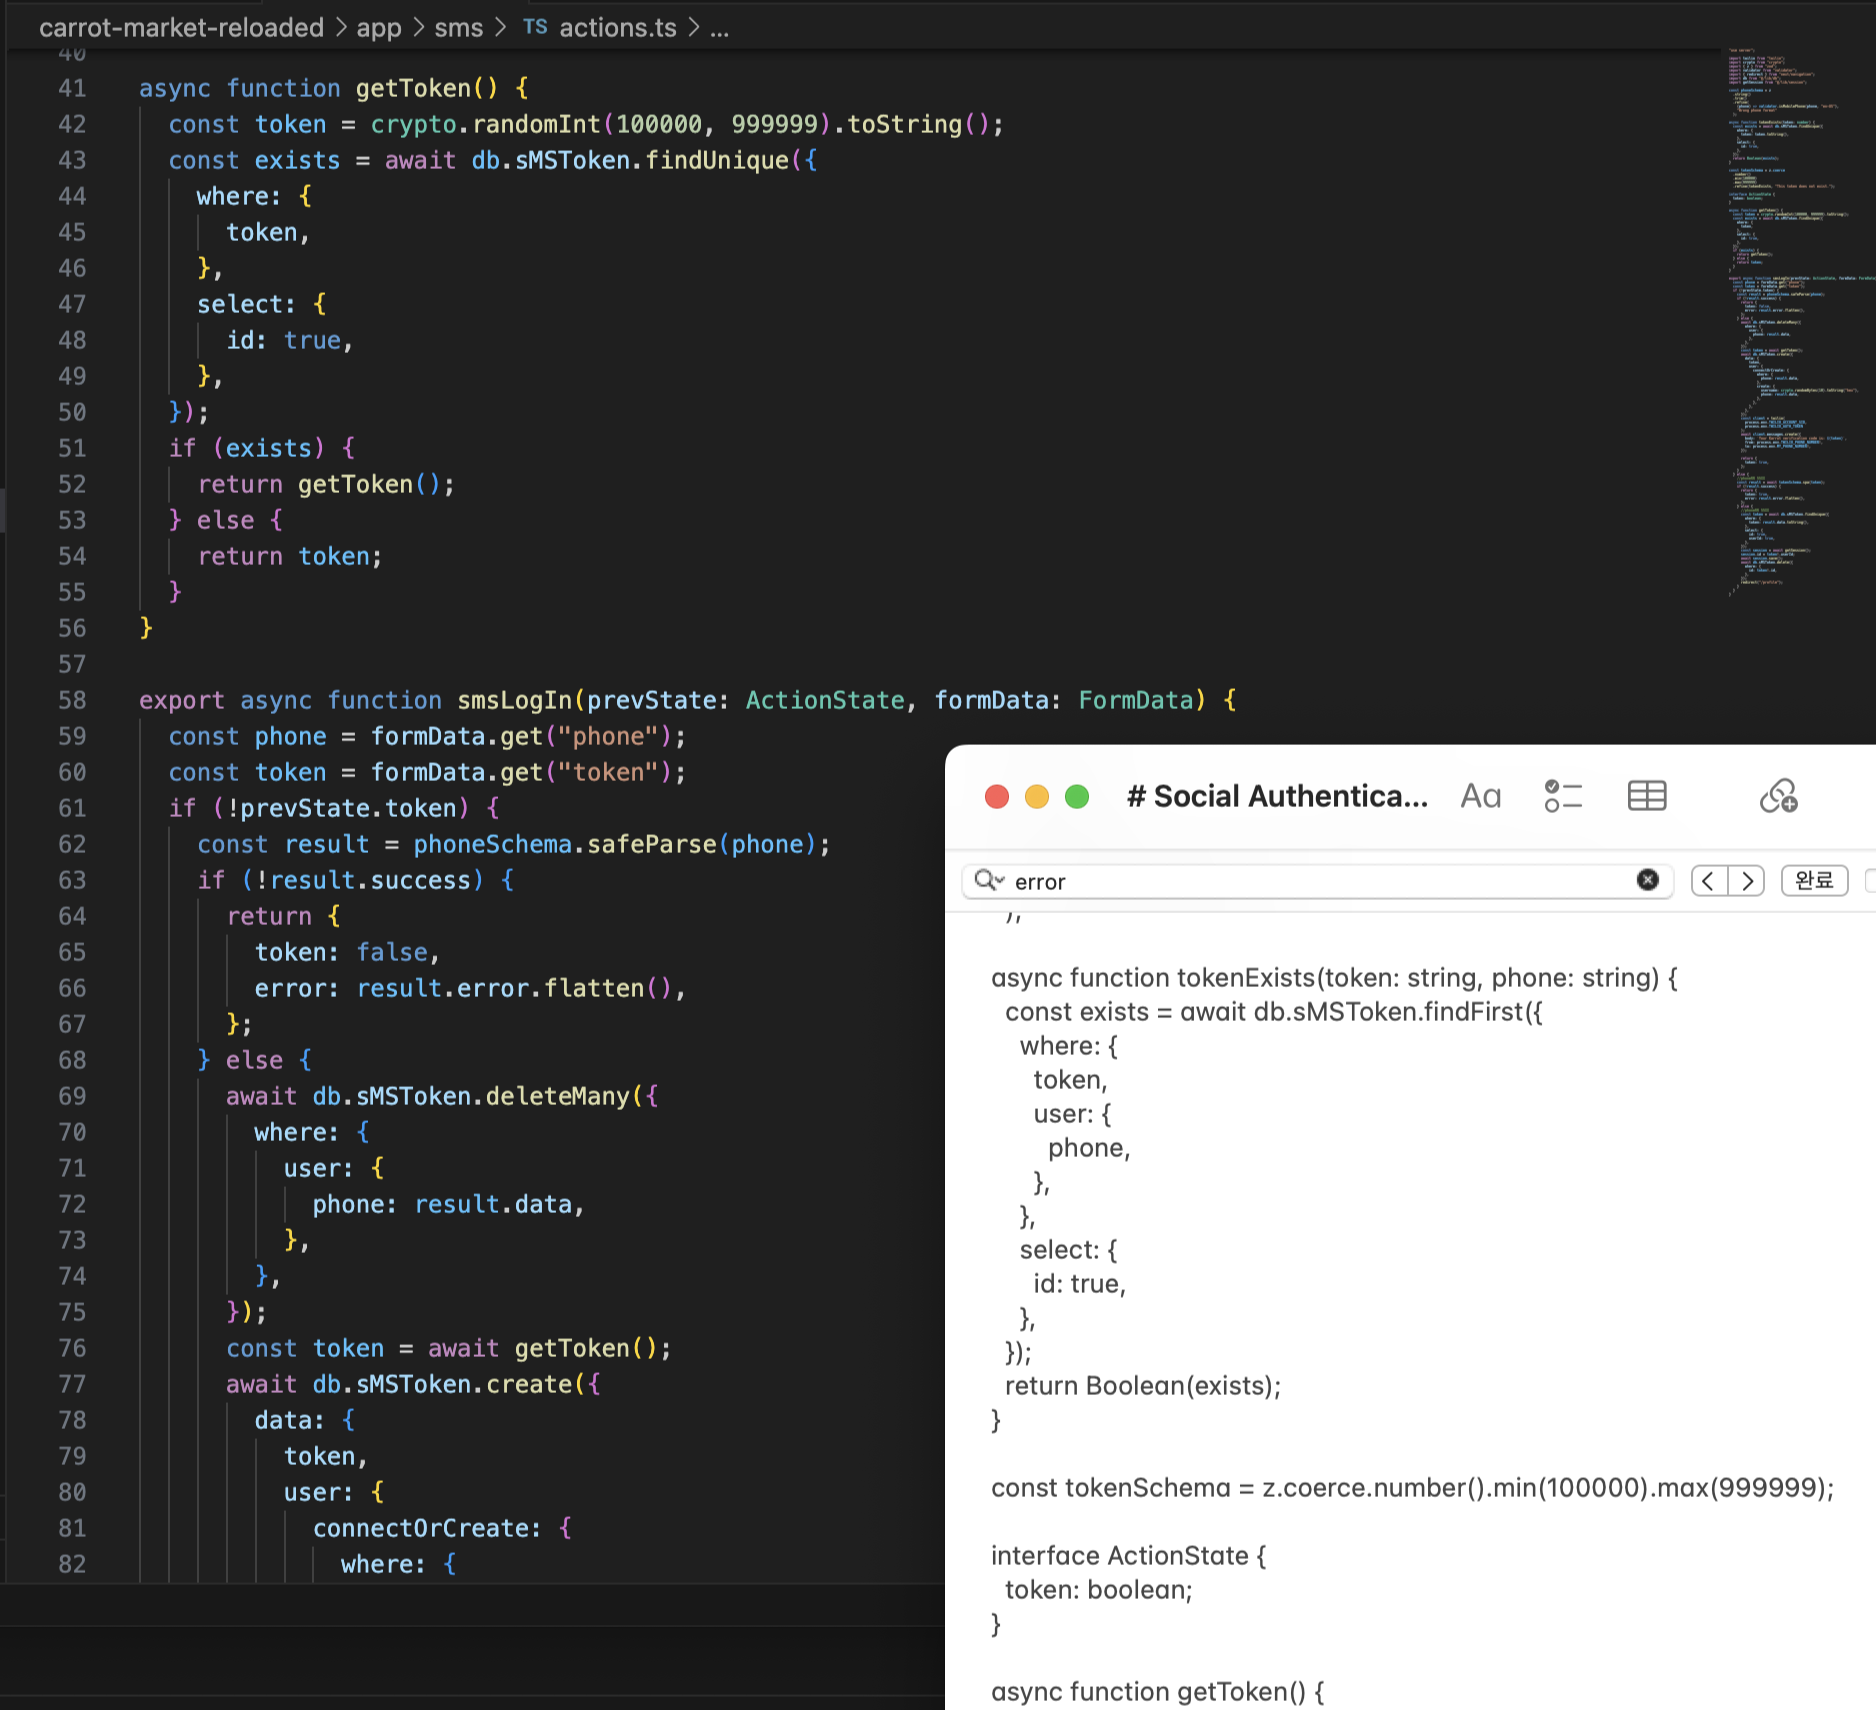 carrot-market-reloaded > app > sms > TS actions.ts > ...
40
41 async function getToken() {
42 const token = crypto.randomInt(100000, 999999).toString();
43 const exists = await db.sMSToken.findUnique({
44 where: {
45 token,
46 },
47 select: {
48 id: true,
49 },
50 });
51 if (exists) {
52 return getToken();
53 } else {
54 return token;
55 }
56 }
57
58 export async function smsLogIn(prevState: ActionState, formData: FormData) {
59 const phone = formData.get("phone");
60 const token = formData.get("token");
61 if (!prevState.token) {
62 const result = phoneSchema.safeParse(phone);
63 if (!result.success) {
64 return {
65 token: false,
66 error: result.error.flatten(),
67 };
68 } else {
69 await db.sMSToken.deleteMany({
70 where: {
71 user: {
72 phone: result.data,
73 },
74 },
75 });
76 const token = await getToken();
77 await db.sMSToken.create({
78 data: {
79 token,
80 user: {
81 connectOrCreate: {
82 where: {
# Social Authentica... Aa
error 완료
);
async function tokenExists(token: string, phone: string) {
const exists = await db.sMSToken.findFirst({
where: {
token,
user: {
phone,
},
},
select: {
id: true,
},
});
return Boolean(exists);
}
const tokenSchema = z.coerce.number().min(100000).max(999999);
interface ActionState {
token: boolean;
}
async function getToken() {